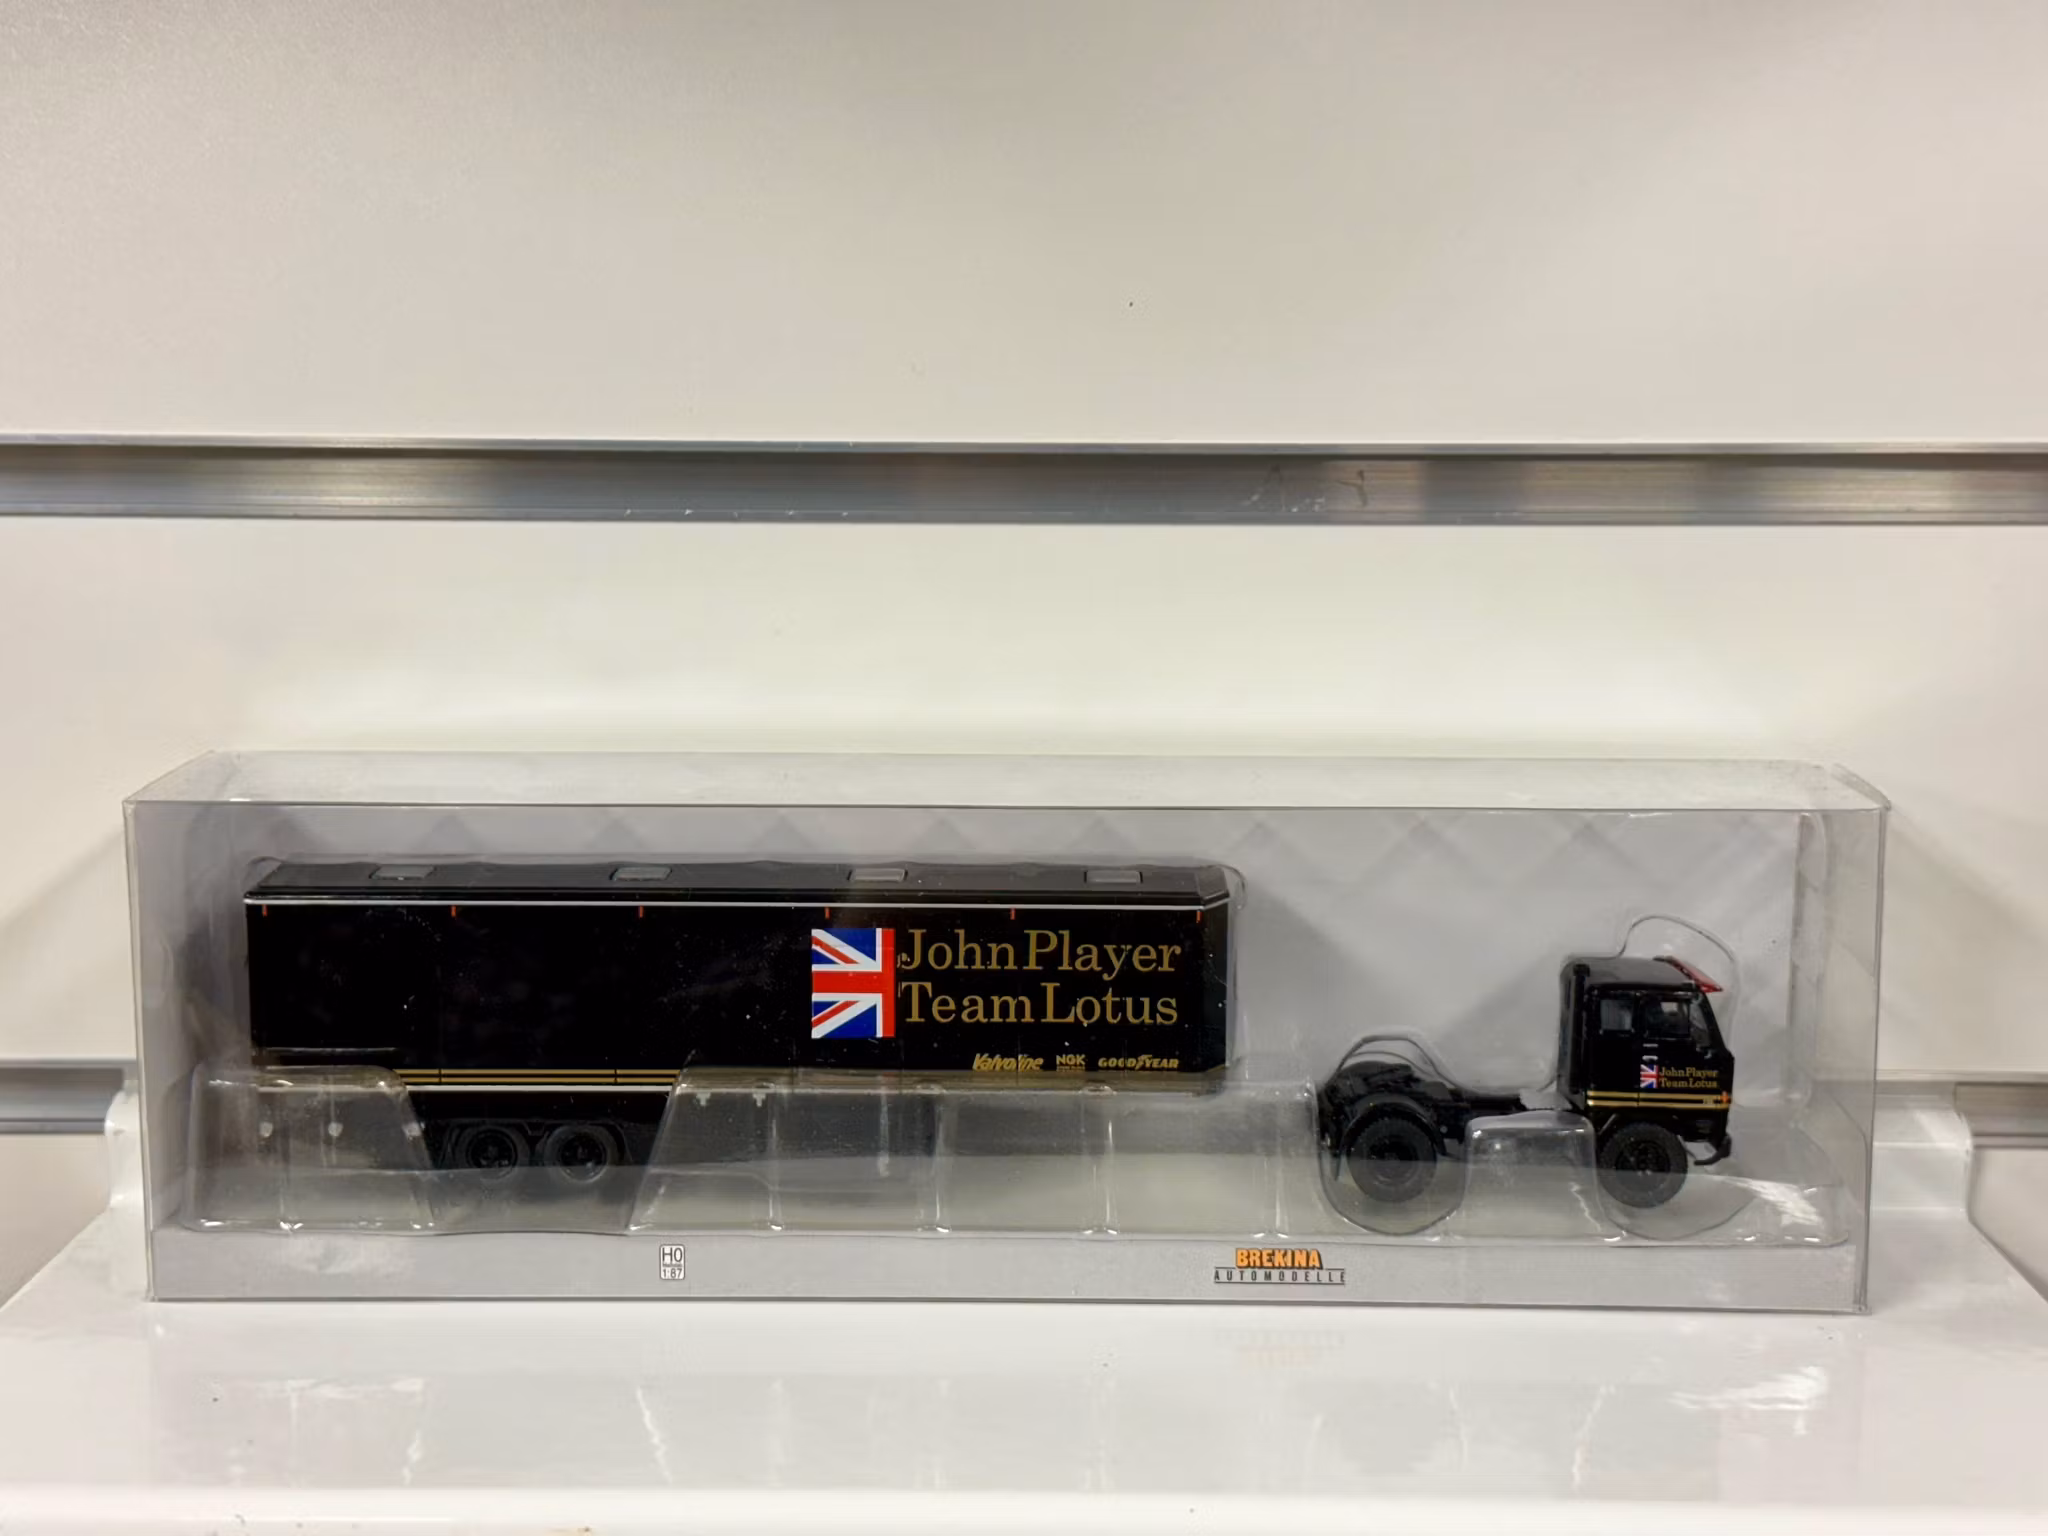 John Player
Team Lotus
Valvoline
NGK
GOODYEAR
John Player
Team Lotus
H0
1:87
BREKINA
AUTOMODELLE